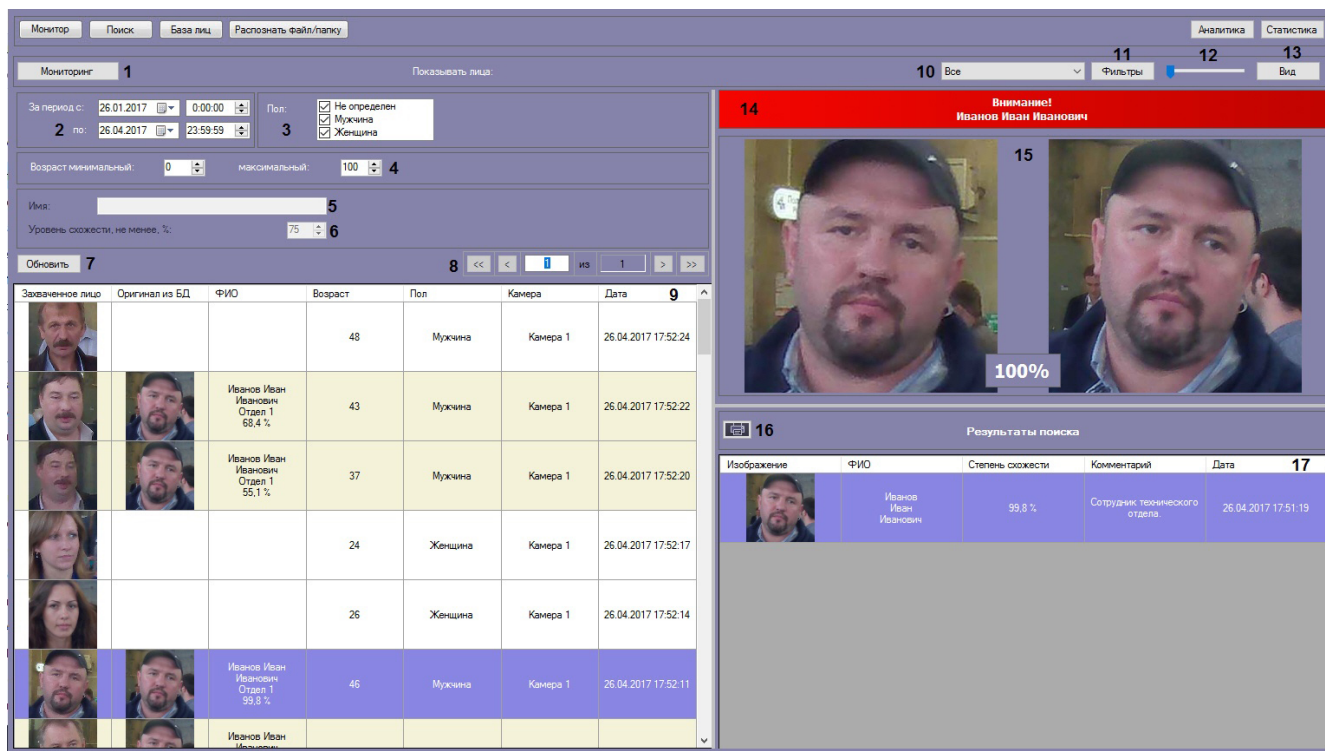 Монитор Поиск База лиц Распознать файл/папку Аналитика Статистика
11 12 13
Мониторинг 1 Показывать лица: 10 Все Фильтры Вид
За период с: 26.01.2017 0:00:00 Пол: Не определен
Мужчина
2 по: 26.04.2017 23:59:59 3 Женщина
Возраст минимальный: 0 максимальный: 100 4
Имя: 5
Уровень схожести, не менее, %: 75 6
Обновить 7 8 << < 1 из 1 > >>
Захваченное лицо Оригинал из БД ФИО Возраст Пол Камера Дата 9
48 Мужчина Камера 1 26.04.2017 17:52:24
Иванов Иван
Иванович
Отдел 1
68,4 %
43 Мужчина Камера 1 26.04.2017 17:52:22
Иванов Иван
Иванович
Отдел 1
55,1 %
37 Мужчина Камера 1 26.04.2017 17:52:20
24 Женщина Камера 1 26.04.2017 17:52:17
26 Женщина Камера 1 26.04.2017 17:52:14
Иванов Иван
Иванович
Отдел 1
99,8 %
46 Мужчина Камера 1 26.04.2017 17:52:11
Иванов Иван
14 Внимание!
Иванов Иван Иванович
15
100%
16 Результаты поиска
Изображение ФИО Степень схожести Комментарий Дата 17
Иванов
Иван
Иванович
99,8 %
Сотрудник технического
отдела.
26.04.2017 17:51:19